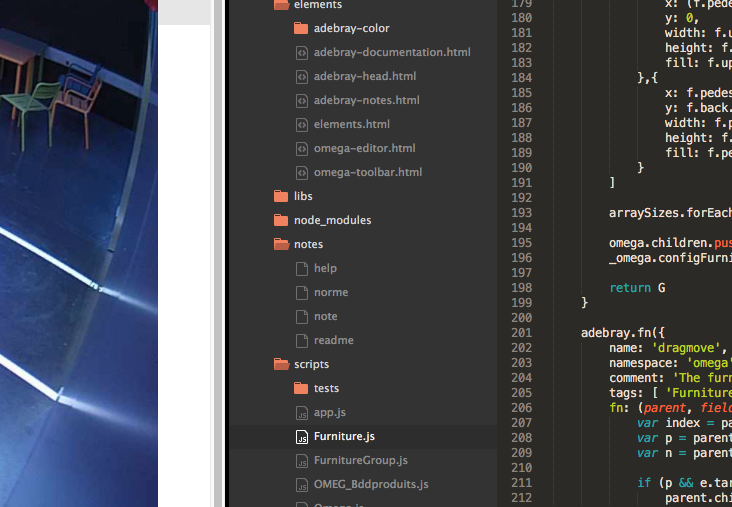 elements
adebray-color
adebray-documentation.html
adebray-head.html
adebray-notes.html
elements.html
omega-editor.html
omega-toolbar.html
libs
node_modules
notes
help
norme
note
readme
scripts
tests
app.js
Furniture.js
FurnitureGroup.js
OMEG_Bddproduits.js
Omega.js
179 x: (f.pede
180 y: 0,
181 width: f.u
182 height: f.
183 fill: f.up
184 },{
185 x: f.pedes
186 y: f.back.
187 width: f.p
188 height: f.
189 fill: f.pe
190 }
191 ]
192
193 arraySizes.forEach
194
195 omega.children.pus
196 _omega.configFurni
197
198 return G
199 }
200
201 adebray.fn({
202 name: 'dragmove',
203 namespace: 'omega'
204 comment: 'The furn
205 tags: [ 'Furniture
206 fn: (parent, field
207 var index = pa
208 var p = parent
209 var n = parent
210
211 if (p && e.tar
212 parent.chi